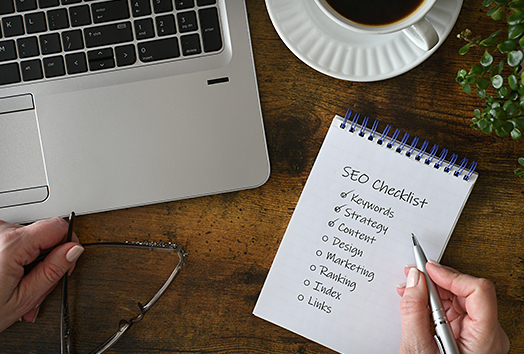 SEO Checklist
Keywords
Strategy
Content
Design
Marketing
Ranking
Index
Links